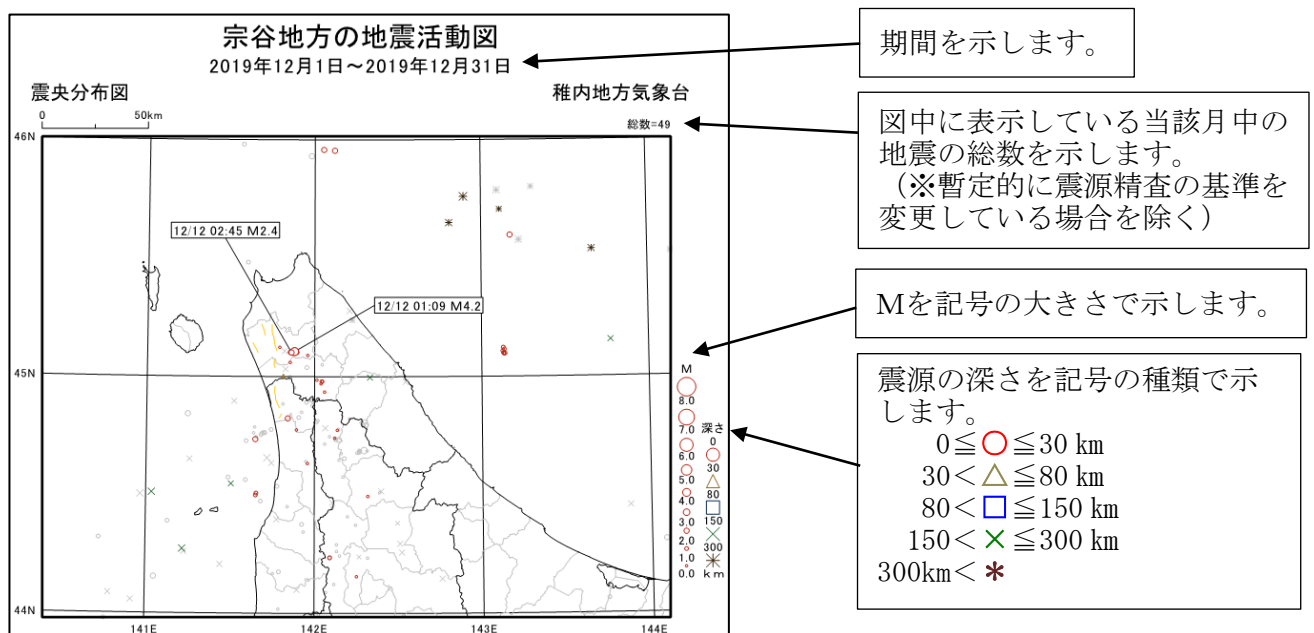 宗谷地方の地震活動図
2019年12月1日～2019年12月31日
震央分布図
稚内地方気象台
0 50km
総数=49
46N
12/12 02:45 M2.4
12/12 01:09 M4.2
45N
44N
141E 142E 143E 144E
M
8.0
7.0
6.0
5.0
4.0
3.0
2.0
1.0
0.0
深さ
0
30
80
150
300
km
期間を示します。
図中に表示している当該月中の
地震の総数を示します。
（※暫定的に震源精査の基準を
変更している場合を除く）
Mを記号の大きさで示します。
震源の深さを記号の種類で示
します。
0≦○≦30 km
30<△≦80 km
80<□≦150 km
150<×≦300 km
300km<＊